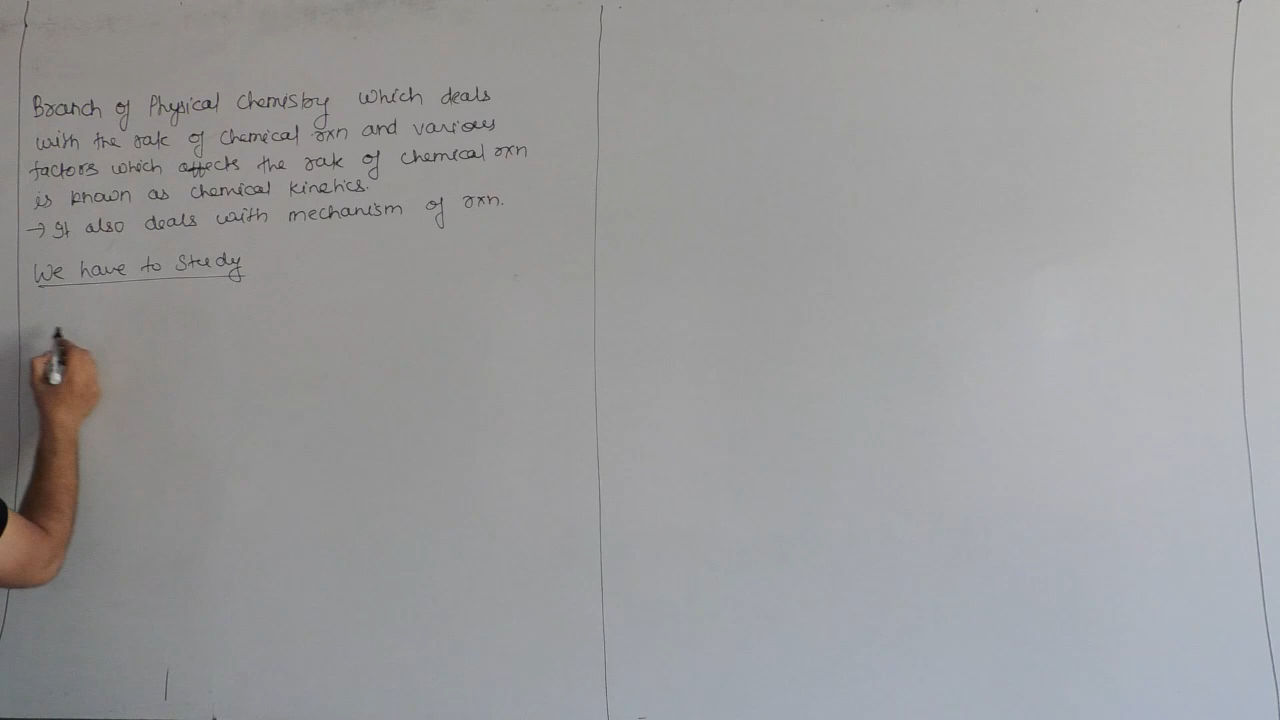 Branch of Physical Chemistry which deals
with the rate of chemical rxn and various
factors which affects the rate of chemical rxn
is known as chemical kinetics.
→ It also deals with mechanism of rxn.
We have to Study